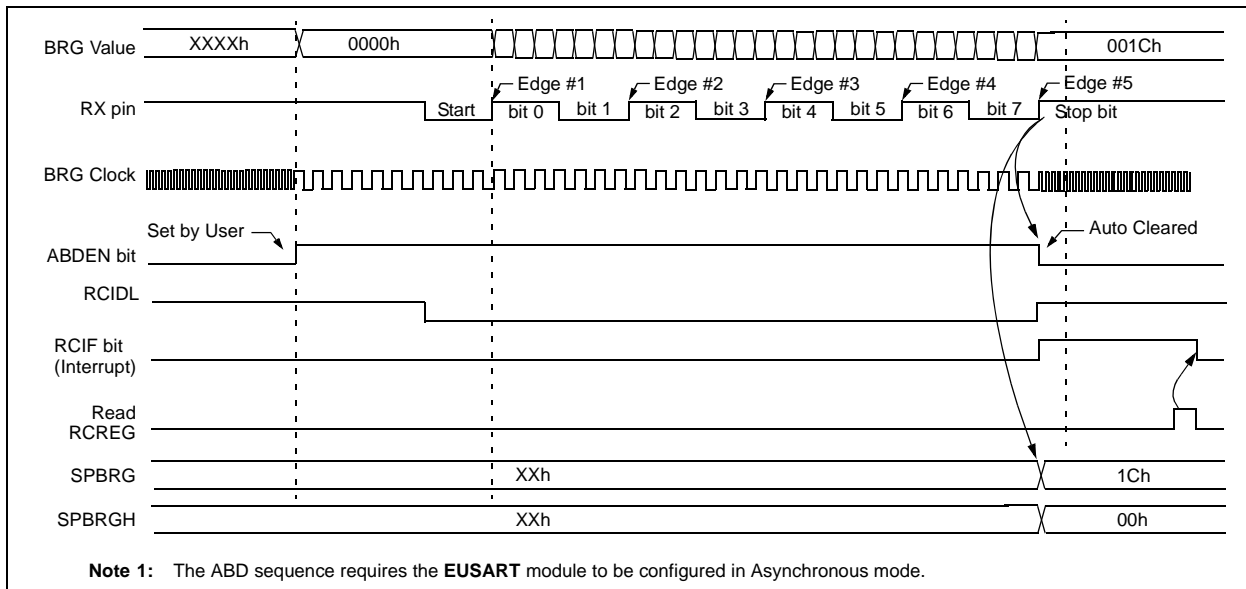 BRG Value XXXXh 0000h 001Ch
Edge #1 Edge #2 Edge #3 Edge #4 Edge #5
RX pin Start bit 0 bit 1 bit 2 bit 3 bit 4 bit 5 bit 6 bit 7 Stop bit
BRG Clock
Set by User Auto Cleared
ABDEN bit
RCIDL
RCIF bit
(Interrupt)
Read
RCREG
SPBRG XXh 1Ch
SPBRGH XXh 00h
Note 1: The ABD sequence requires the EUSART module to be configured in Asynchronous mode.